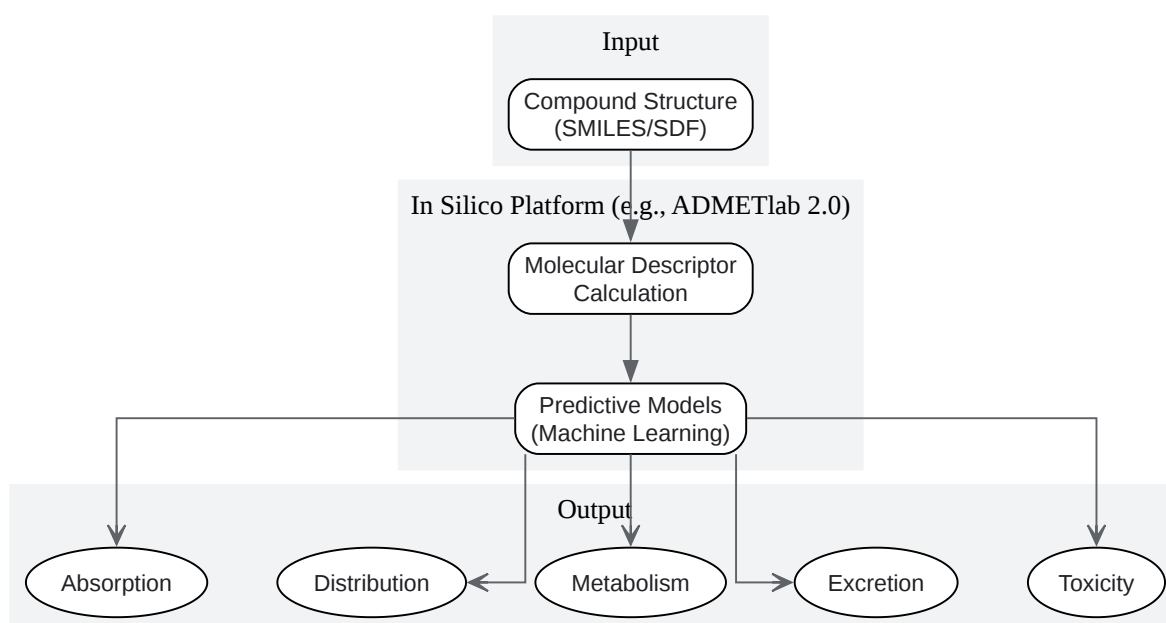 Input
Compound Structure
(SMILES/SDF)
In Silico Platform (e.g., ADMETlab 2.0)
Molecular Descriptor
Calculation
Predictive Models
(Machine Learning)
Output
Absorption
Distribution
Metabolism
Excretion
Toxicity